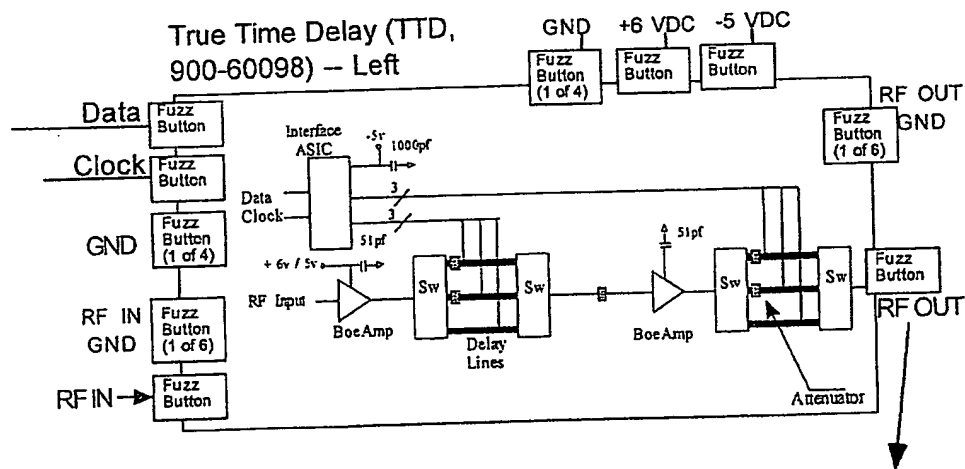 True Time Delay (TTD,
900-60098) -- Left
GND
+6 VDC
-5 VDC
Fuzz
Button
(1 of 4)
Fuzz
Button
Fuzz
Button
RF OUT
GND
Fuzz
Button
(1 of 6)
Data
Fuzz
Button
Clock
Fuzz
Button
GND
Fuzz
Button
(1 of 4)
RF IN
GND
Fuzz
Button
(1 of 6)
RF IN
Fuzz
Button
Interface
ASIC
-5v
1000pf
3
Data
Clock
3
51pf
+ 6v / 5v
RF Input
BoeAmp
Sw
Sw
Delay
Lines
51pf
BoeAmp
Sw
Sw
Attenuator
Fuzz
Button
RF OUT